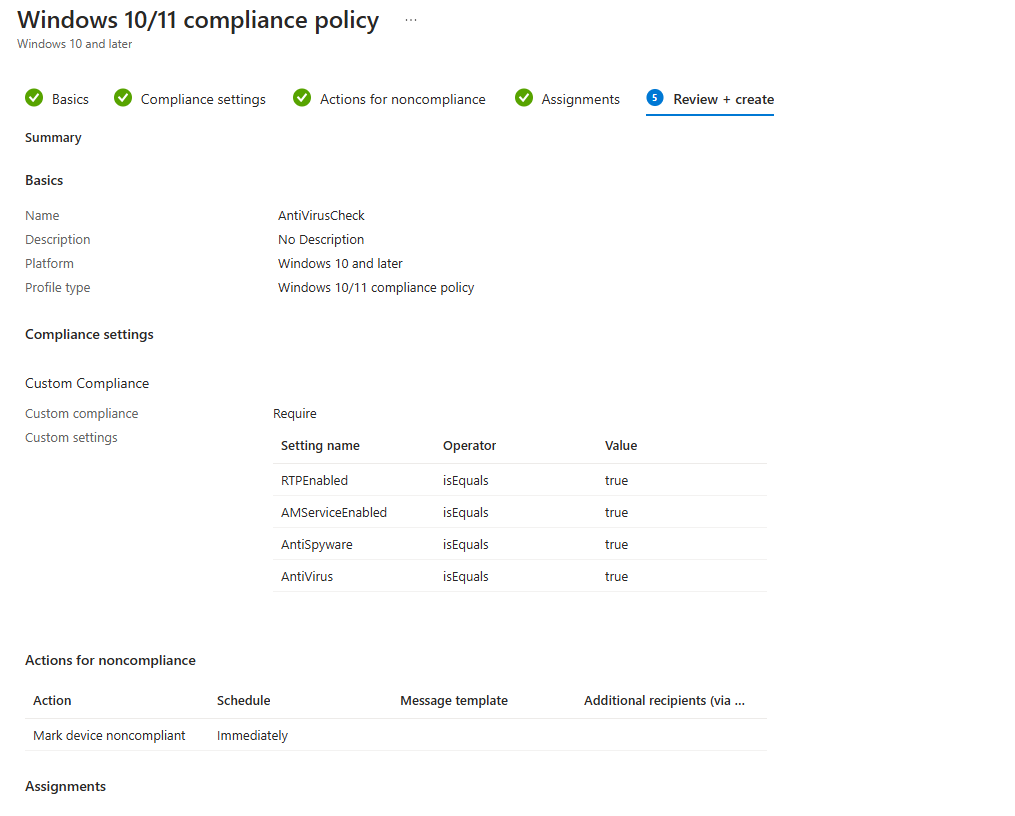 Windows 10/11 compliance policy ...
Windows 10 and later
Basics Compliance settings Actions for noncompliance Assignments 5 Review + create
Summary
Basics
Name AntiVirusCheck
Description No Description
Platform Windows 10 and later
Profile type Windows 10/11 compliance policy
Compliance settings
Custom Compliance
Custom compliance Require
Custom settings
Setting name Operator Value
RTPEnabled isEquals true
AMServiceEnabled isEquals true
AntiSpyware isEquals true
AntiVirus isEquals true
Actions for noncompliance
Action Schedule Message template Additional recipients (via ...
Mark device noncompliant Immediately
Assignments